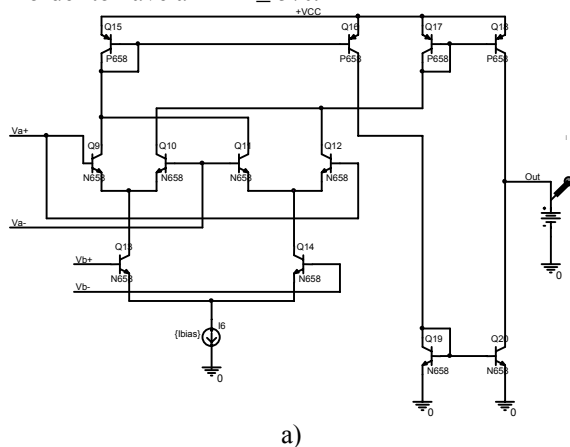 +VCC
Q15
Q16
Q17
Q18
P658
P658
P658
P658
Va+
Q9
Q10
Q11
Q12
N658
N658
N658
N658
Out
Va-
0
Q13
Q14
Vb+
Vb-
N658
N658
{Ibias}
I6
0
Q19
Q20
N658
N658
0
0
a)